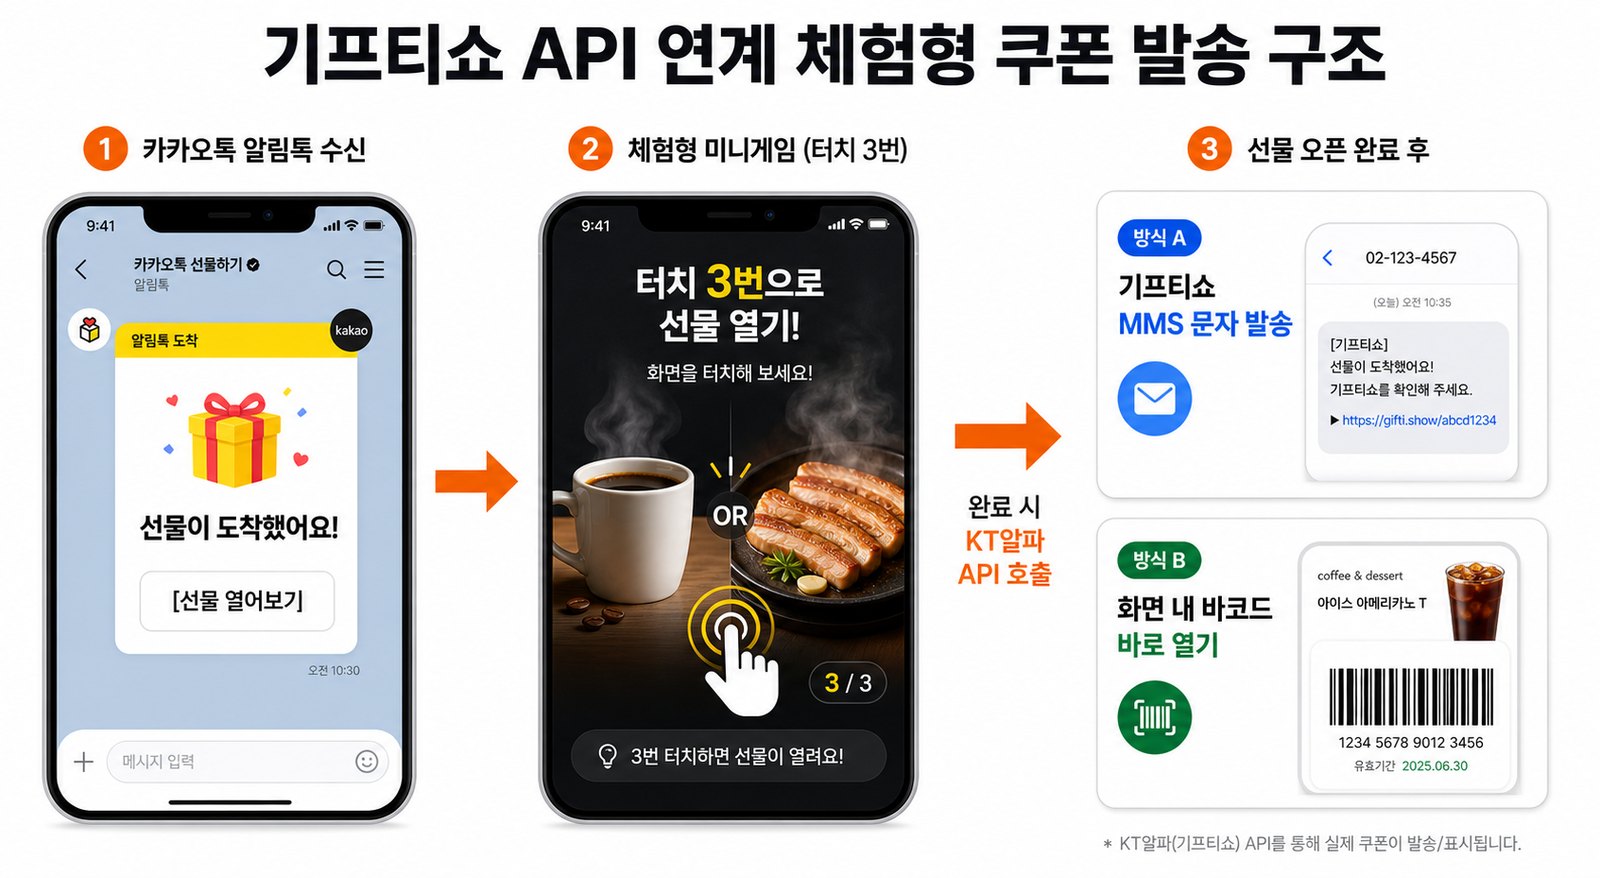 기프티쇼 API 연계 체험형 쿠폰 발송 구조
1 카카오톡 알림톡 수신
9:41
카카오톡 선물하기
알림톡
kakao
알림톡 도착
선물이 도착했어요!
[선물 열어보기]
오전 10:30
메시지 입력
2 체험형 미니게임 (터치 3번)
9:41
터치 3번으로
선물 열기!
화면을 터치해 보세요!
OR
3 / 3
3번 터치하면 선물이 열려요!
완료 시
KT알파
API 호출
3 선물 오픈 완료 후
방식 A
기프티쇼
MMS 문자 발송
02-123-4567
(오늘) 오전 10:35
[기프티쇼]
선물이 도착했어요!
기프티쇼를 확인해 주세요.
▶ https://gifti.show/abcd1234
방식 B
화면 내 바코드
바로 열기
coffee & dessert
아이스 아메리카노 T
1234 5678 9012 3456
유효기간 2025.06.30
* KT알파(기프티쇼) API를 통해 실제 쿠폰이 발송/표시됩니다.